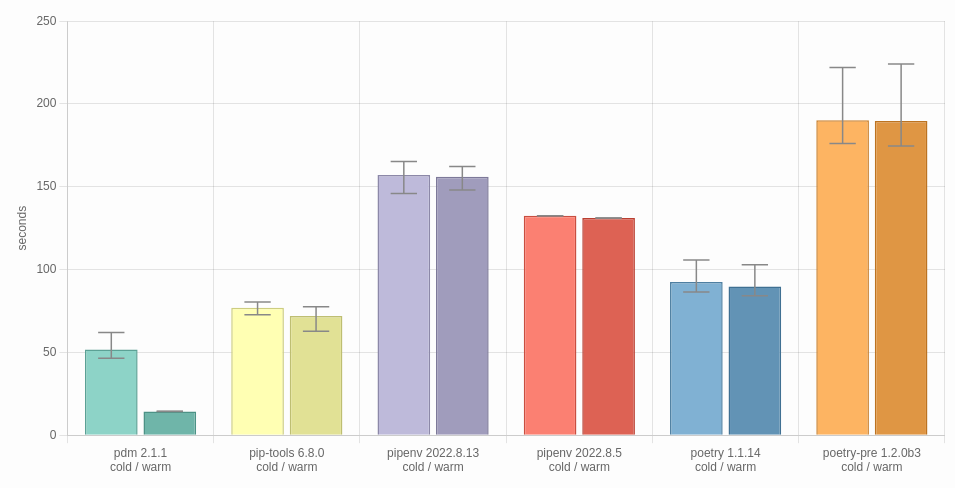 250
200
150
100
50
0
seconds
pdm 2.1.1
cold / warm
pip-tools 6.8.0
cold / warm
pipenv 2022.8.13
cold / warm
pipenv 2022.8.5
cold / warm
poetry 1.1.14
cold / warm
poetry-pre 1.2.0b3
cold / warm